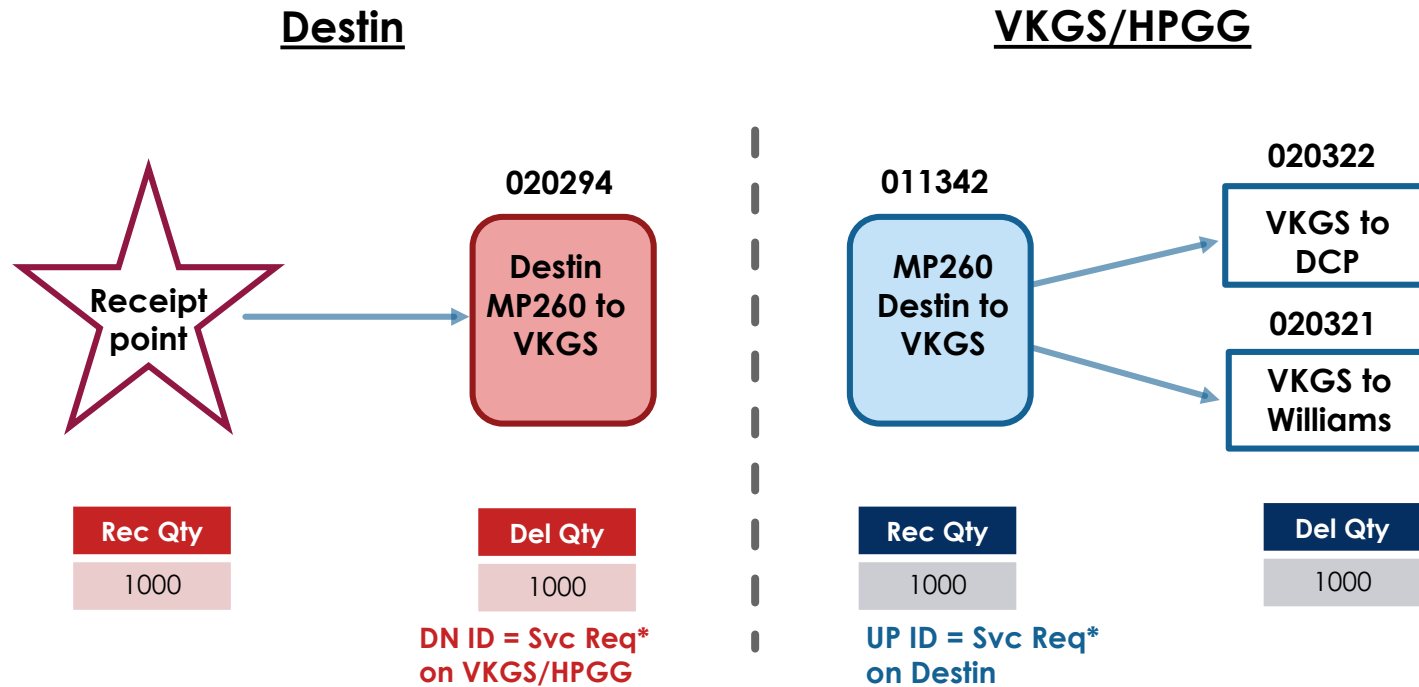 Destin
VKGS/HPGG
020294
011342
020322
Receipt
point
Destin
MP260 to
VKGS
MP260
Destin to
VKGS
VKGS to
DCP
020321
VKGS to
Williams
Rec Qty
Del Qty
Rec Qty
Del Qty
1000
1000
1000
1000
DN ID = Svc Req*
on VKGS/HPGG
UP ID = Svc Req*
on Destin